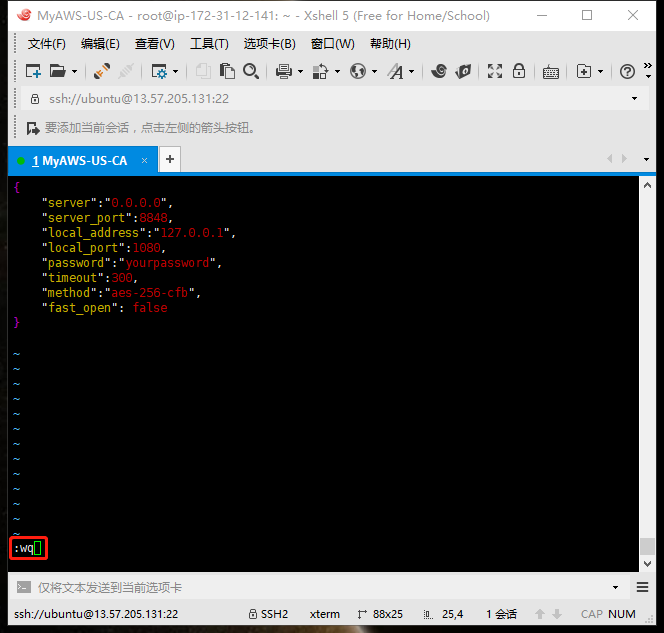 MyAWS-US-CA - root@ip-172-31-12-141: ~ - Xshell 5 (Free for Home/School)
文件(F) 编辑(E) 查看(V) 工具(T) 选项卡(B) 窗口(W) 帮助(H)
ssh://ubuntu@13.57.205.131:22
要添加当前会话，点击左侧的箭头按钮。
1 MyAWS-US-CA × +
{
"server":"0.0.0.0",
"server_port":8848,
"local_address":"127.0.0.1",
"local_port":1080,
"password":"yourpassword",
"timeout":300,
"method":"aes-256-cfb",
"fast_open": false
}
~
~
~
~
~
~
~
~
~
~
~
~
~
:wq
仅将文本发送到当前选项卡
ssh://ubuntu@13.57.205.131:22 SSH2 xterm 88x25 25,4 1 会话 CAP NUM